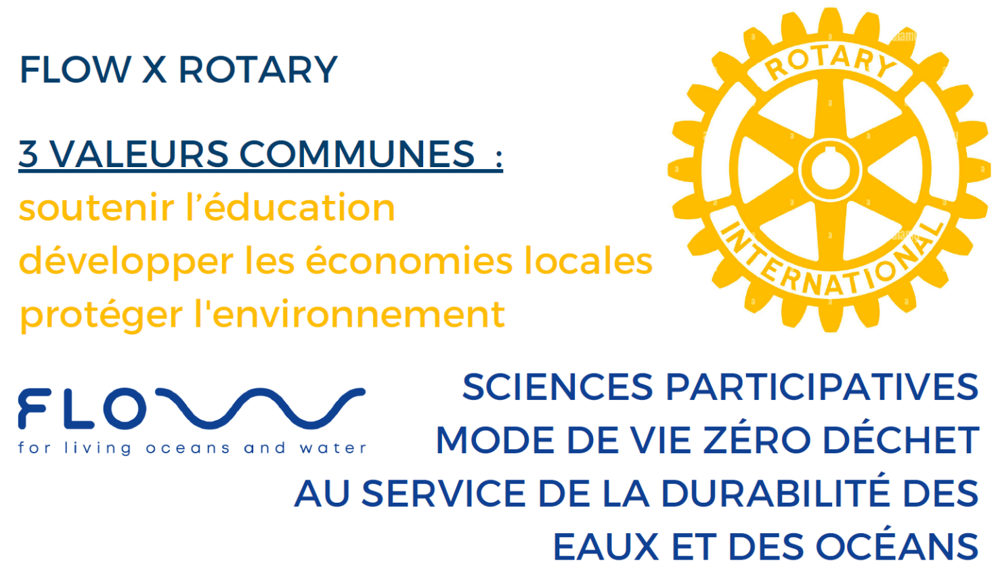 FLOW X ROTARY
3 VALEURS COMMUNES  :
soutenir l’éducation
développer les économies locales
protéger l'environnement
ROTARY
INTERNATIONAL
FLOW
for living oceans and water
SCIENCES PARTICIPATIVES
MODE DE VIE ZÉRO DÉCHET
AU SERVICE DE LA DURABILITÉ DES
EAUX ET DES OCÉANS